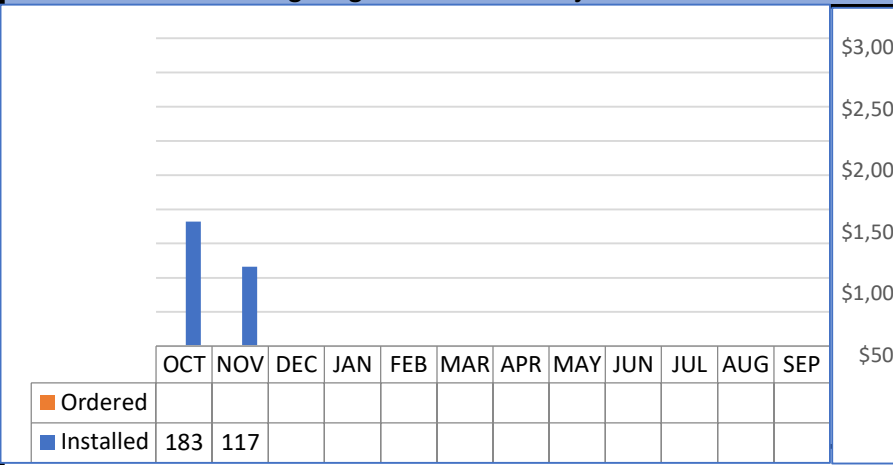 $3,00
$2,50
$2,00
$1,50
$1,00
$50
OCT NOV DEC JAN FEB MAR APR MAY JUN JUL AUG SEP
Ordered
Installed 183 117